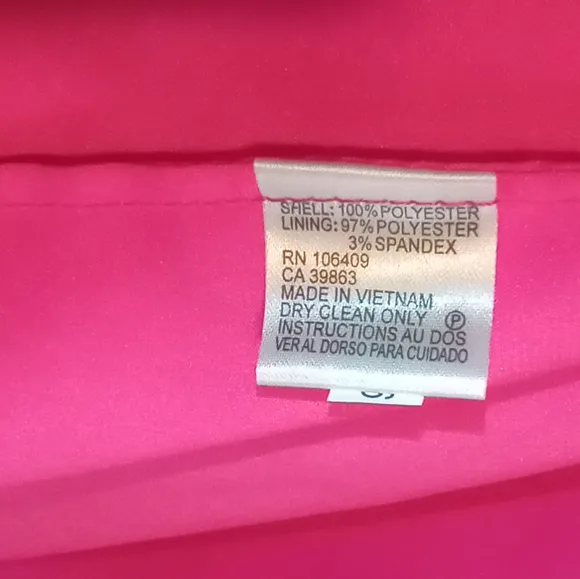 SHELL: 100% POLYESTER
LINING: 97% POLYESTER
3% SPANDEX
RN 106409
CA 39863
MADE IN VIETNAM
DRY CLEAN ONLY Ⓟ
INSTRUCTIONS AU DOS
VER AL DORSO PARA CUIDADO